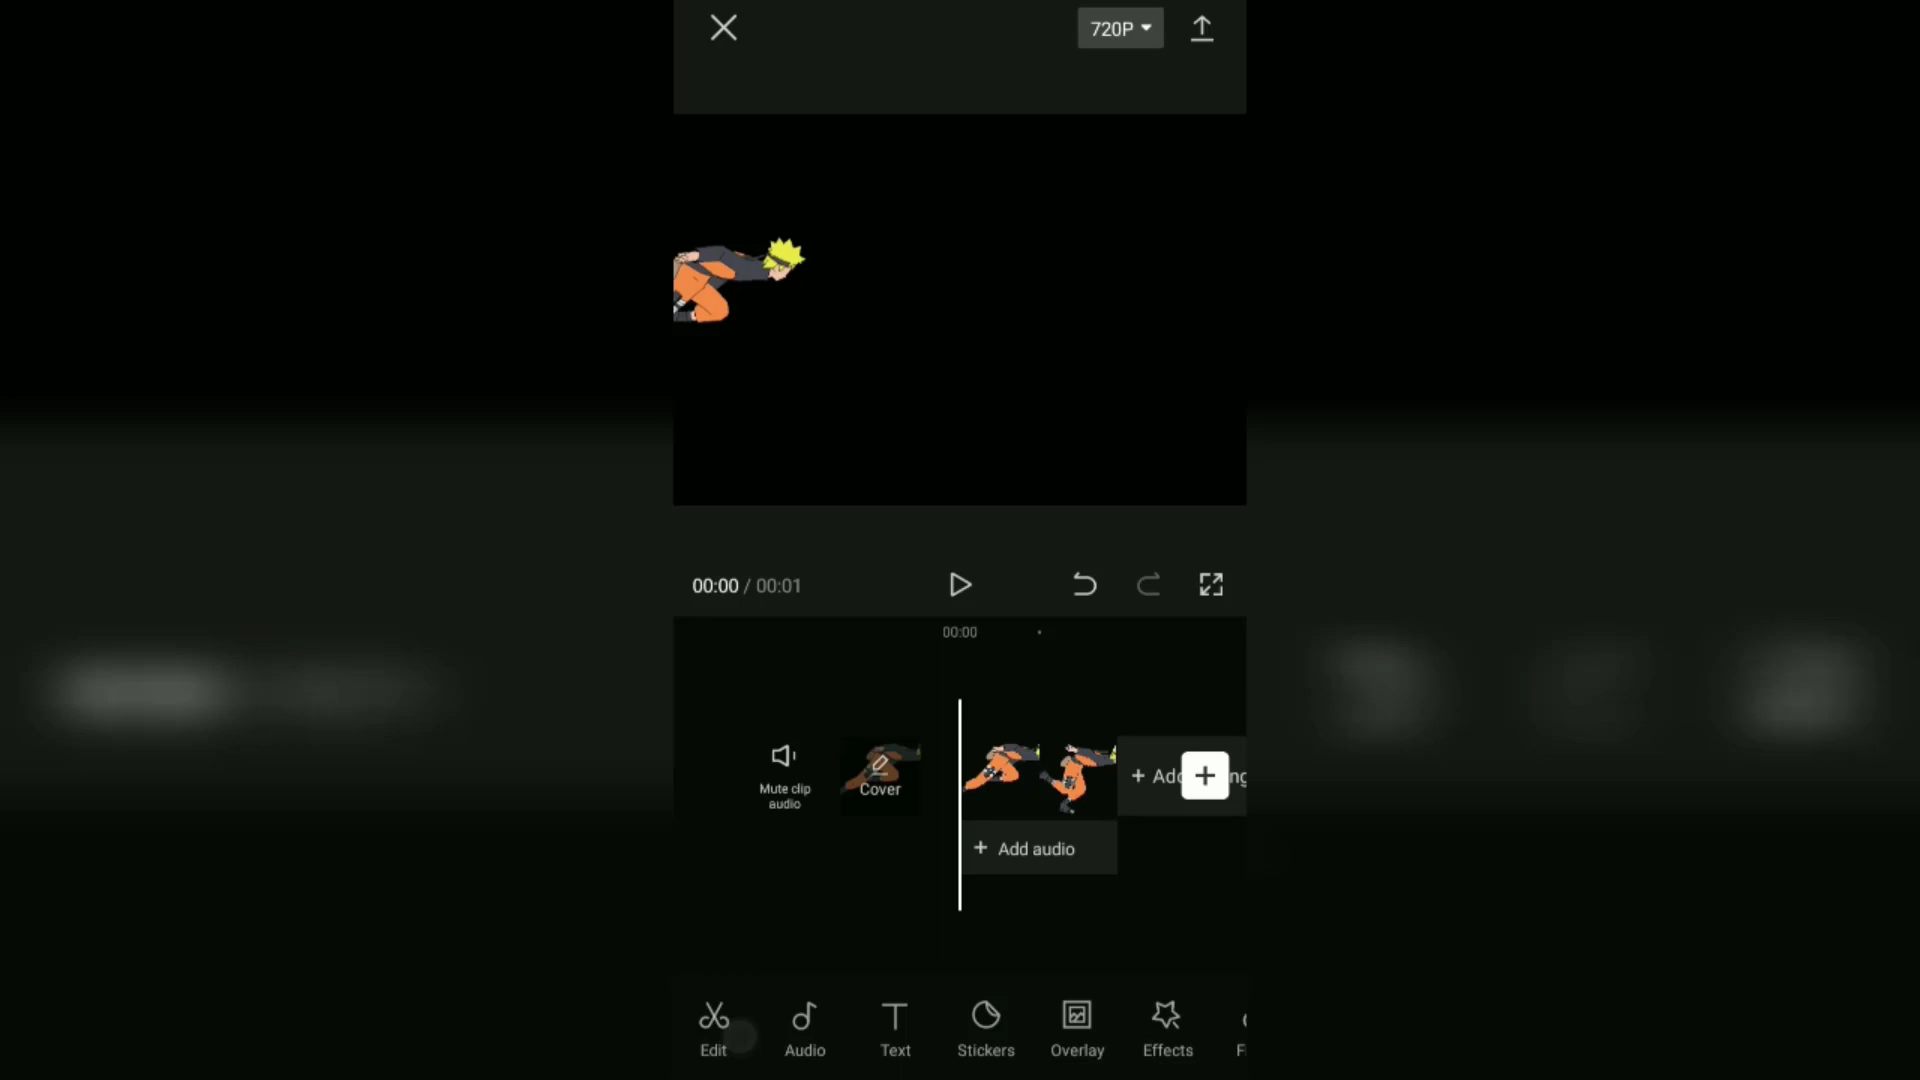 720P
00:00 / 00:01
00:00
Mute clip
audio
Cover
+ Add
+ Add audio
Edit
Audio
Text
Stickers
Overlay
Effects